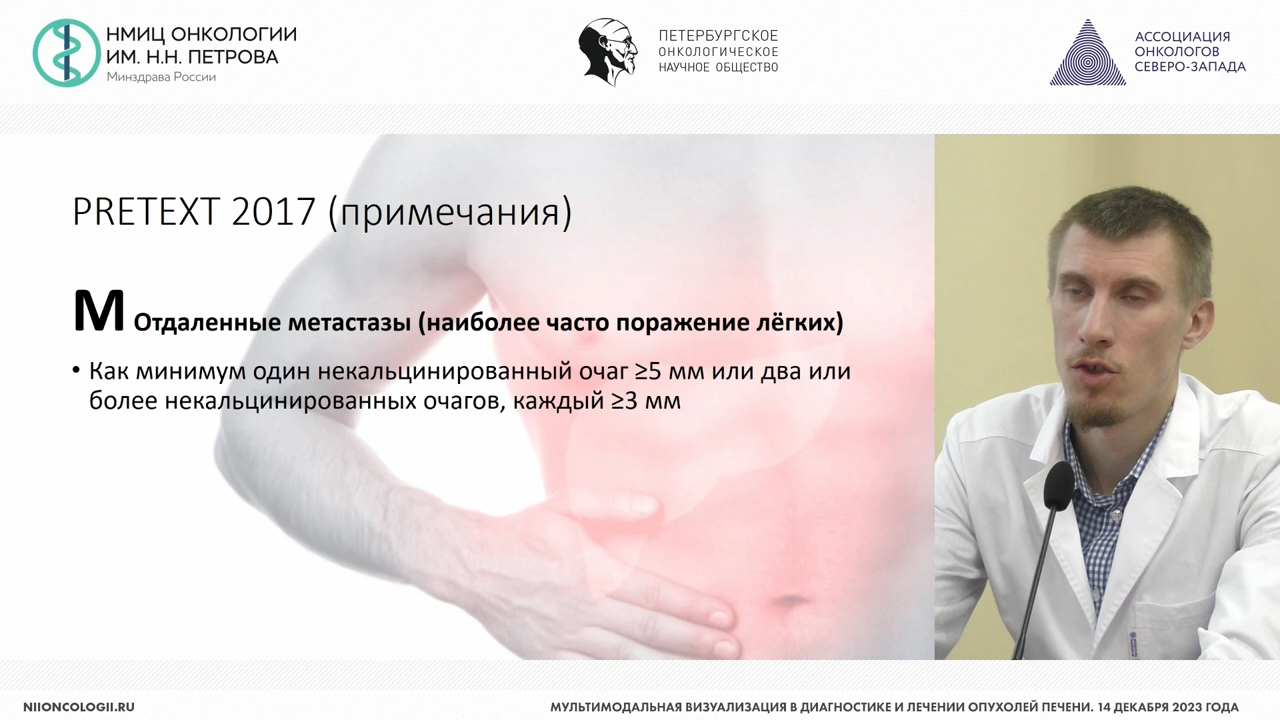 НМИЦ ОНКОЛОГИИ
ИМ. Н.Н. ПЕТРОВА
Минздрава России
ПЕТЕРБУРГСКОЕ
ОНКОЛОГИЧЕСКОЕ
НАУЧНОЕ ОБЩЕСТВО
АССОЦИАЦИЯ
ОНКОЛОГОВ
СЕВЕРО-ЗАПАДА
PRETEXT 2017 (примечания)
М Отдаленные метастазы (наиболее часто поражение лёгких)
• Как минимум один некальцинированный очаг ≥5 мм или два или
более некальцинированных очагов, каждый ≥3 мм
NIIONCOLOGII.RU
МУЛЬТИМОДАЛЬНАЯ ВИЗУАЛИЗАЦИЯ В ДИАГНОСТИКЕ И ЛЕЧЕНИИ ОПУХОЛЕЙ ПЕЧЕНИ. 14 ДЕКАБРЯ 2023 ГОДА